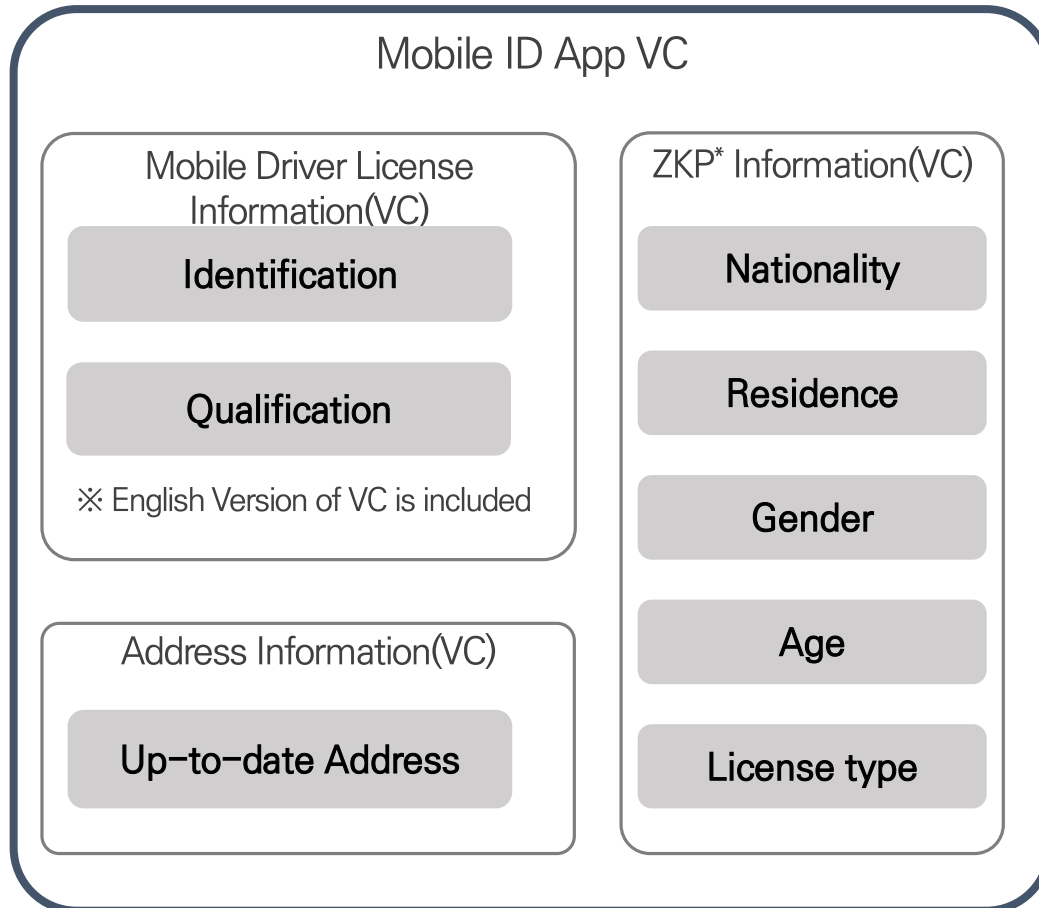 Mobile ID App VC
Mobile Driver License
Information(VC)
Identification
Qualification
※ English Version of VC is included
Address Information(VC)
Up-to-date Address
ZKP* Information(VC)
Nationality
Residence
Gender
Age
License type